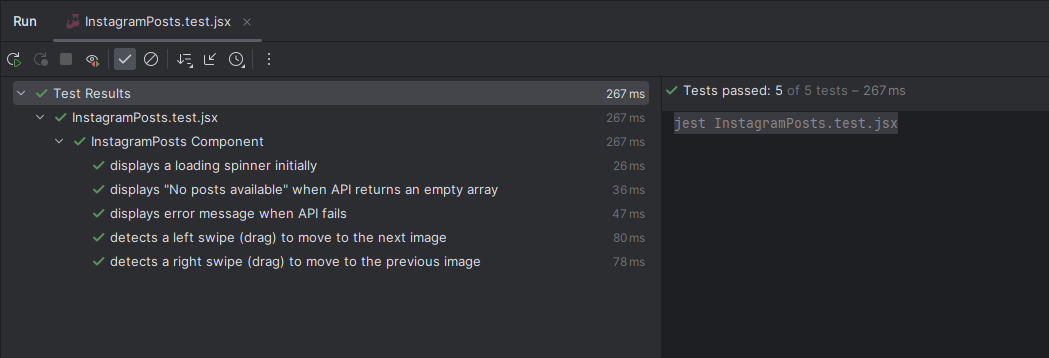 Run InstagramPosts.test.jsx
Test Results 267 ms
Tests passed: 5 of 5 tests – 267 ms
InstagramPosts.test.jsx 267 ms
jest InstagramPosts.test.jsx
InstagramPosts Component 267 ms
displays a loading spinner initially 26 ms
displays "No posts available" when API returns an empty array 36 ms
displays error message when API fails 47 ms
detects a left swipe (drag) to move to the next image 80 ms
detects a right swipe (drag) to move to the previous image 78 ms